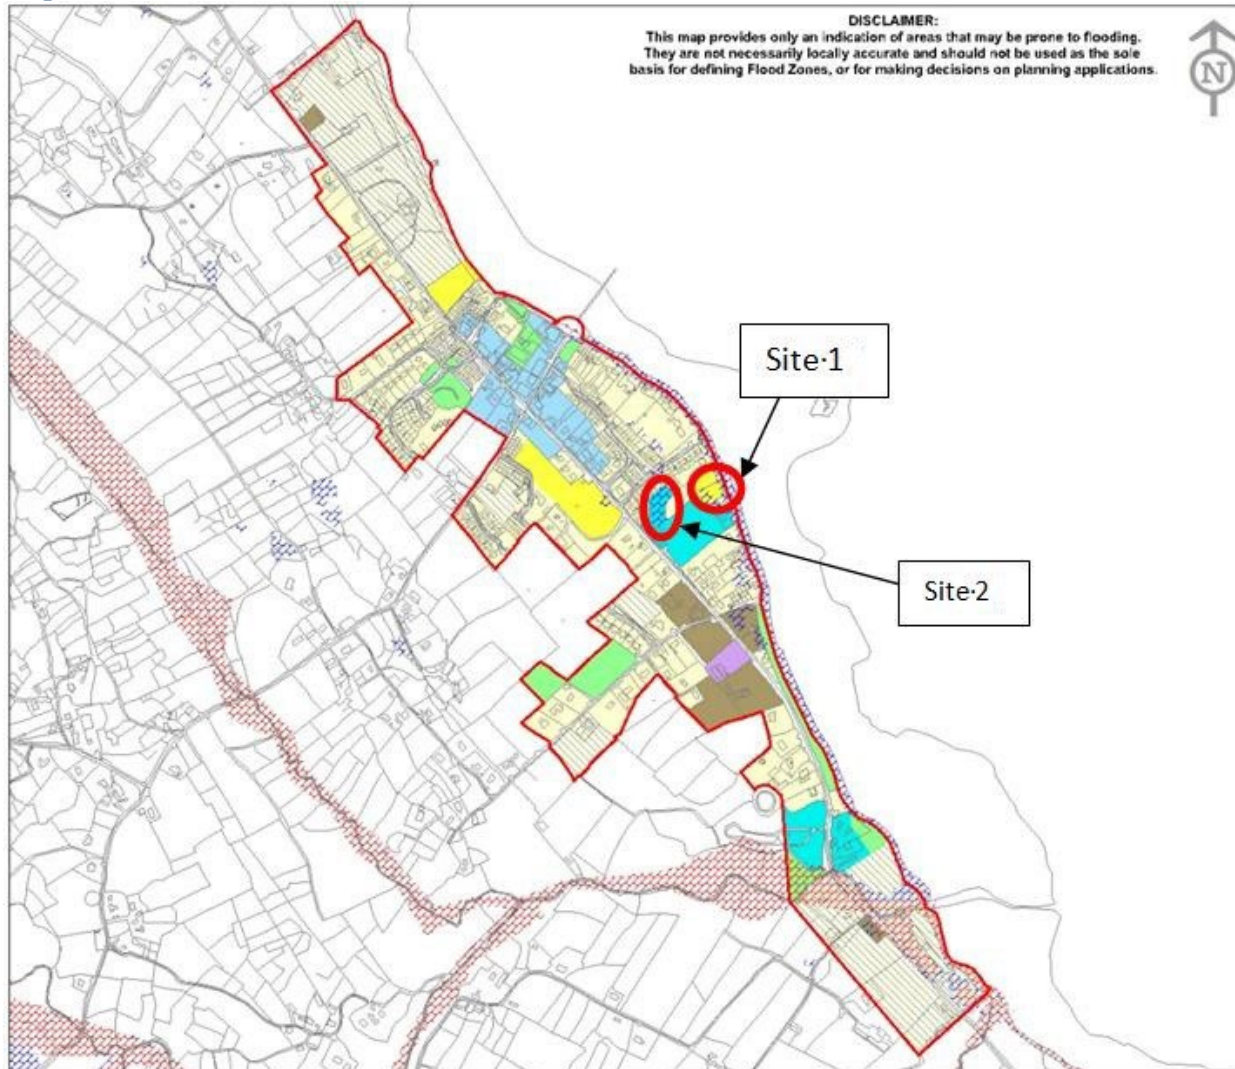 DISCLAIMER:
This map provides only an indication of areas that may be prone to flooding.
They are not necessarily locally accurate and should not be used as the sole
basis for defining Flood Zones, or for making decisions on planning applications.
N
Site·1
Site·2